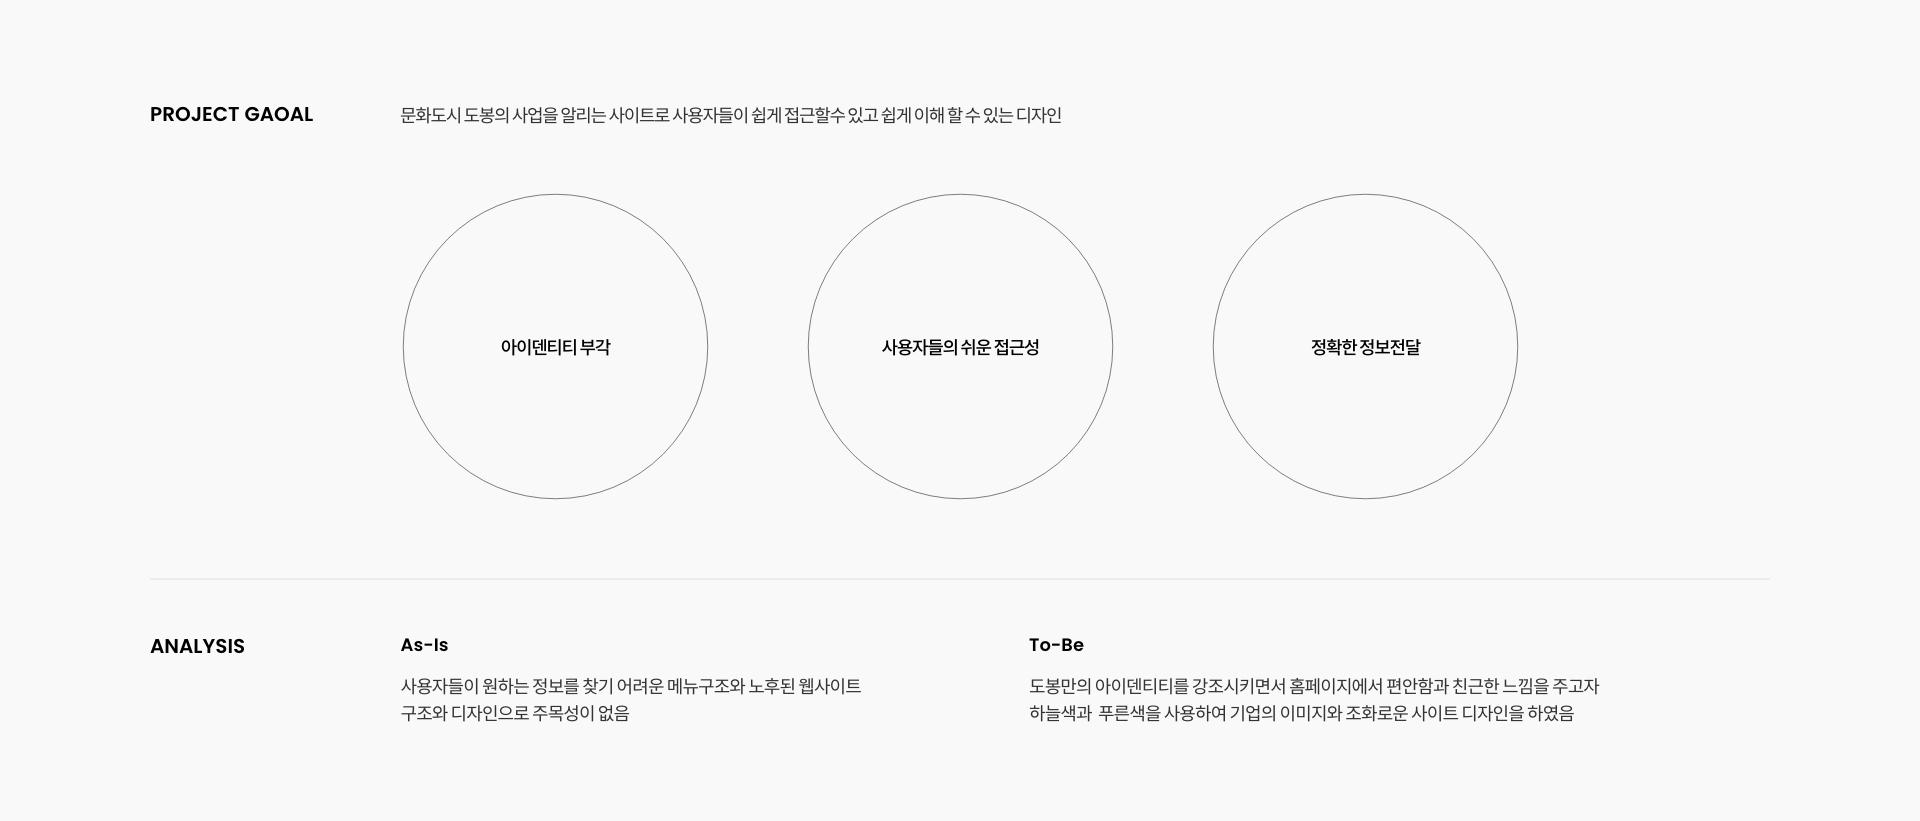 PROJECT GAOAL
문화도시 도봉의 사업을 알리는 사이트로 사용자들이 쉽게 접근할수 있고 쉽게 이해 할 수 있는 디자인
아이덴티티 부각
사용자들의 쉬운 접근성
정확한 정보전달
ANALYSIS
As-Is
사용자들이 원하는 정보를 찾기 어려운 메뉴구조와 노후된 웹사이트
구조와 디자인으로 주목성이 없음
To-Be
도봉만의 아이덴티티를 강조시키면서 홈페이지에서 편안함과 친근한 느낌을 주고자
하늘색과 푸른색을 사용하여 기업의 이미지와 조화로운 사이트 디자인을 하였음